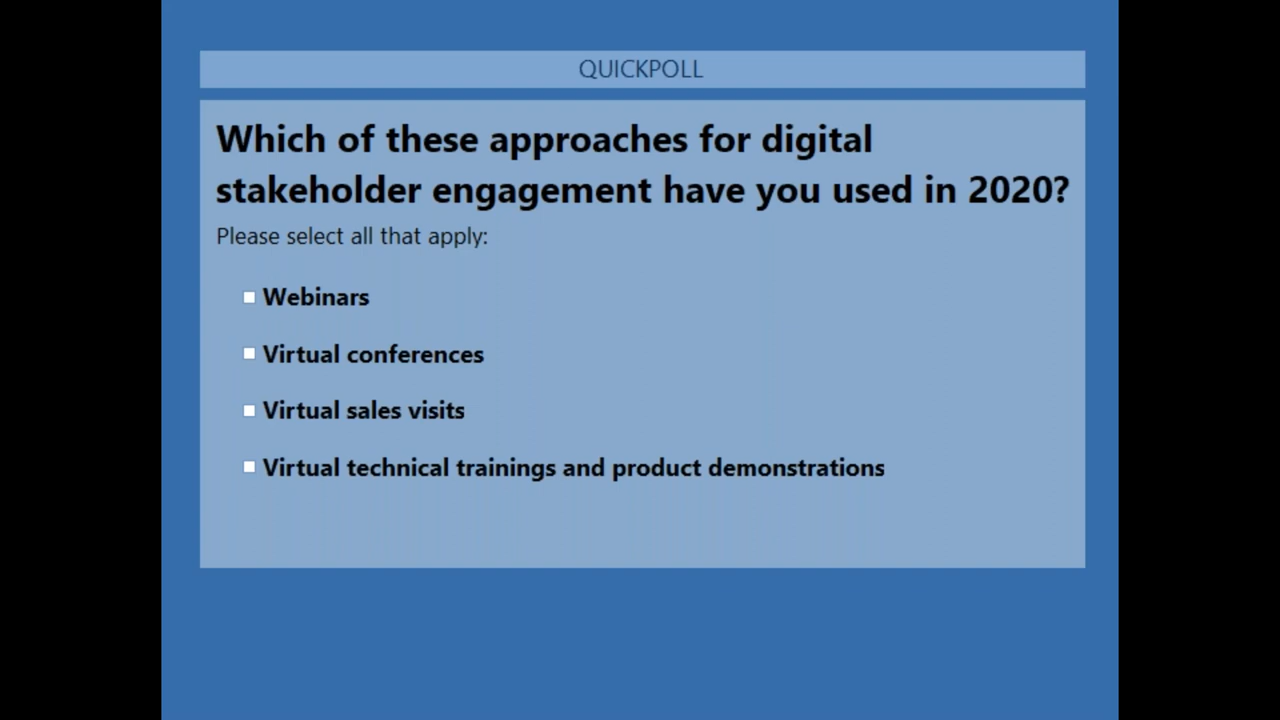 QUICKPOLL
Which of these approaches for digital
stakeholder engagement have you used in 2020?
Please select all that apply:
Webinars
Virtual conferences
Virtual sales visits
Virtual technical trainings and product demonstrations